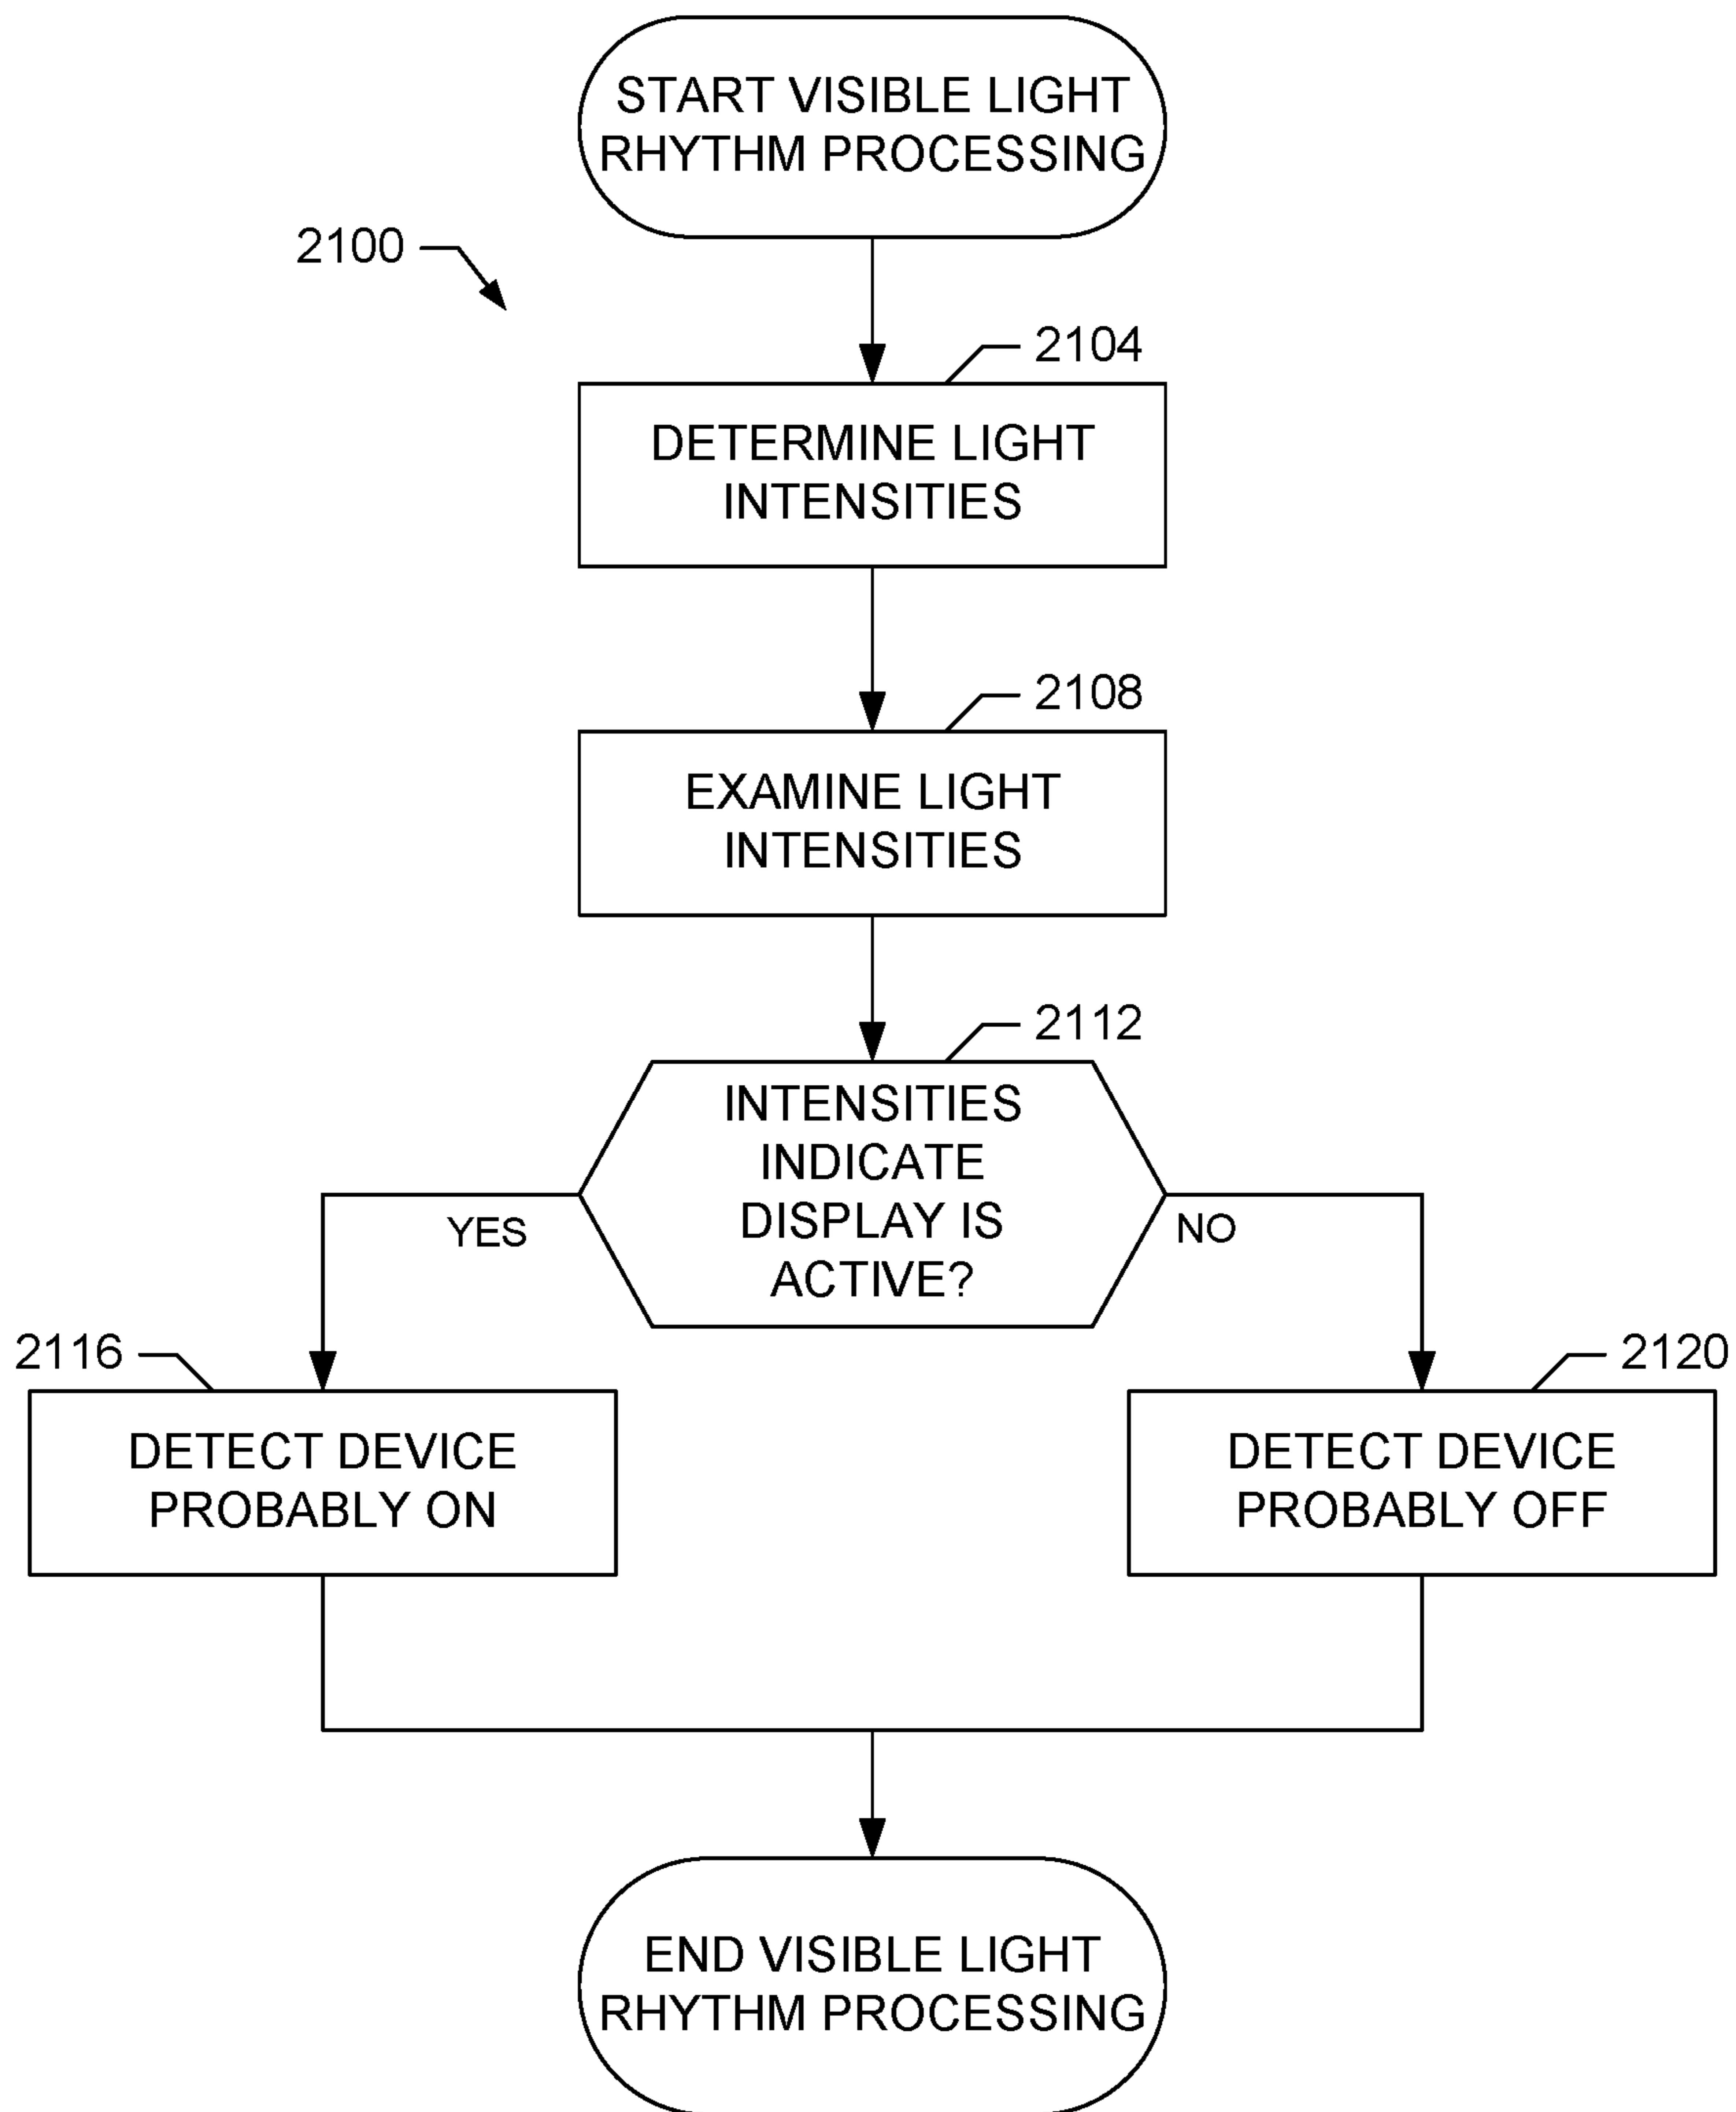 START VISIBLE LIGHT
RHYTHM PROCESSING
2100
2104
DETERMINE LIGHT
INTENSITIES
2108
EXAMINE LIGHT
INTENSITIES
2112
INTENSITIES
INDICATE
DISPLAY IS
ACTIVE?
YES
NO
2116
DETECT DEVICE
PROBABLY ON
2120
DETECT DEVICE
PROBABLY OFF
END VISIBLE LIGHT
RHYTHM PROCESSING